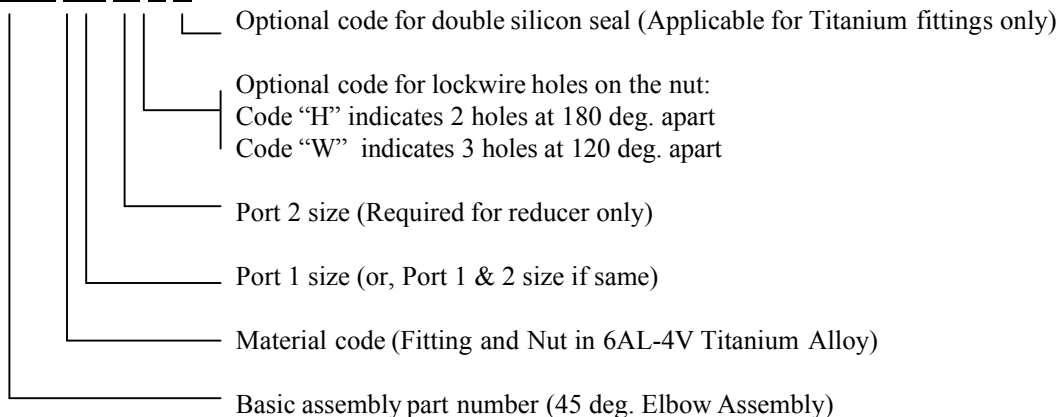 Optional code for double silicon seal (Applicable for Titanium fittings only)
Optional code for lockwire holes on the nut:
Code “H” indicates 2 holes at 180 deg. apart
Code “W” indicates 3 holes at 120 deg. apart
Port 2 size (Required for reducer only)
Port 1 size (or, Port 1 & 2 size if same)
Material code (Fitting and Nut in 6AL-4V Titanium Alloy)
Basic assembly part number (45 deg. Elbow Assembly)